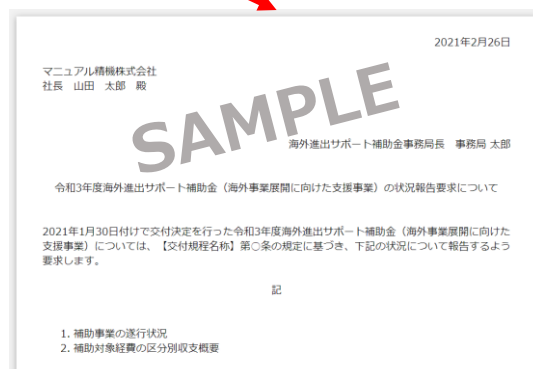 2021年2月26日
マニュアル精機株式会社
社長　山田　太郎　殿
SAMPLE
海外進出サポート補助金事務局長　事務局 太郎
令和3年度海外進出サポート補助金（海外事業展開に向けた支援事業）の状況報告要求について
2021年1月30日付けで交付決定を行った令和3年度海外進出サポート補助金（海外事業展開に向けた
支援事業）については、【交付規程名称】第○条の規定に基づき、下記の状況について報告するよう
要求します。
記
1. 補助事業の遂行状況
2. 補助対象経費の区分別収支概要